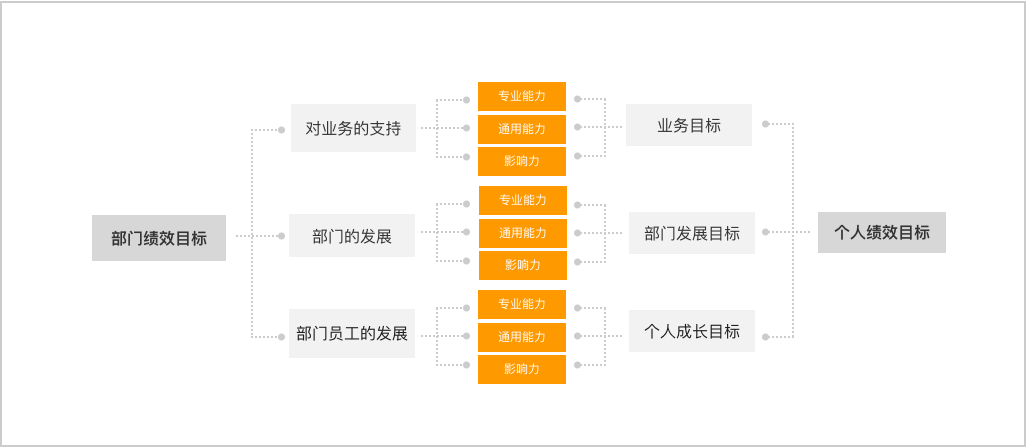 部门绩效目标
对业务的支持
部门的发展
部门员工的发展
专业能力
通用能力
影响力
专业能力
通用能力
影响力
专业能力
通用能力
影响力
业务目标
部门发展目标
个人成长目标
个人绩效目标